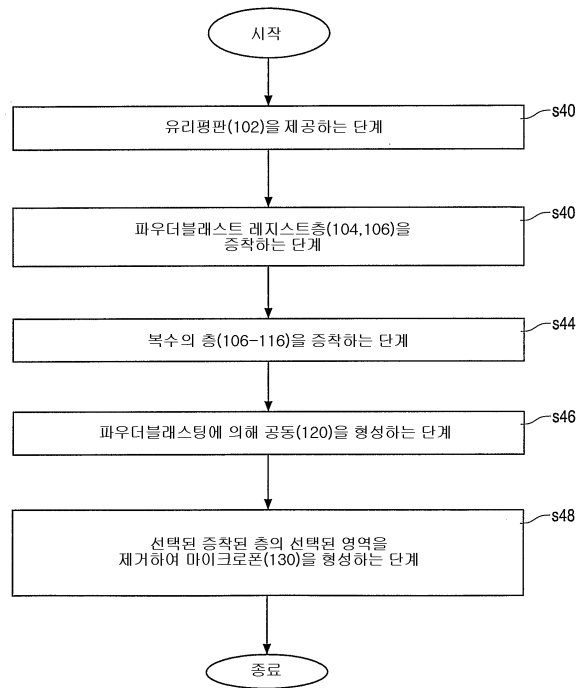 시작
유리평판(102)을 제공하는 단계
s40
파우더블래스트 레지스트층(104,106)을
증착하는 단계
s40
복수의 층(106-116)을 증착하는 단계
s44
파우더블래스팅에 의해 공동(120)을 형성하는 단계
s46
선택된 증착된 층의 선택된 영역을
제거하여 마이크로폰(130)을 형성하는 단계
s48
종료